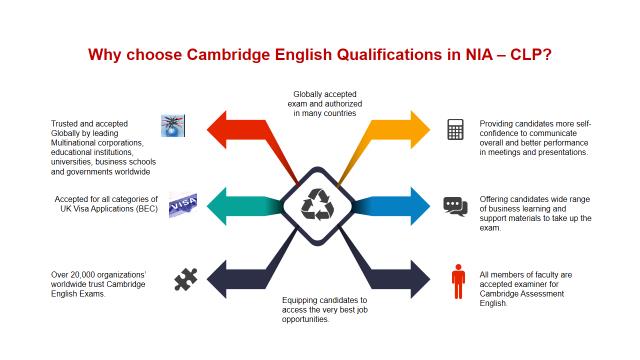 Why choose Cambridge English Qualifications in NIA – CLP?
Globally accepted
exam and authorized
in many countries
Trusted and accepted
Globally by leading
Multinational corporations,
educational institutions,
universities, business schools
and governments worldwide
Providing candidates more self-
confidence to communicate
overall and better performance
in meetings and presentations.
Accepted for all categories of
UK Visa Applications (BEC)
VISA
Offering candidates wide range
of business learning and
support materials to take up the
exam.
Over 20,000 organizations’
worldwide trust Cambridge
English Exams.
Equipping candidates to
access the very best job
opportunities.
All members of faculty are
accepted examiner for
Cambridge Assessment
English.